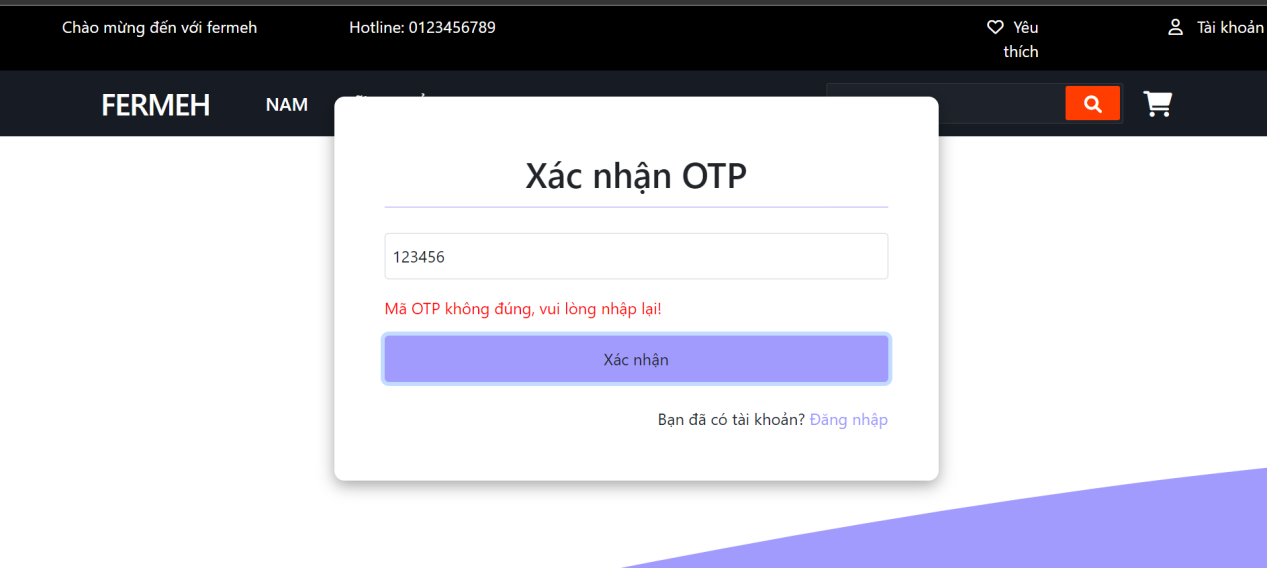 Chào mừng đến với fermeh
Hotline: 0123456789
Yêu
thích
Tài khoản
FERMEH
NAM
Xác nhận OTP
123456
Mã OTP không đúng, vui lòng nhập lại!
Xác nhận
Bạn đã có tài khoản? Đăng nhập